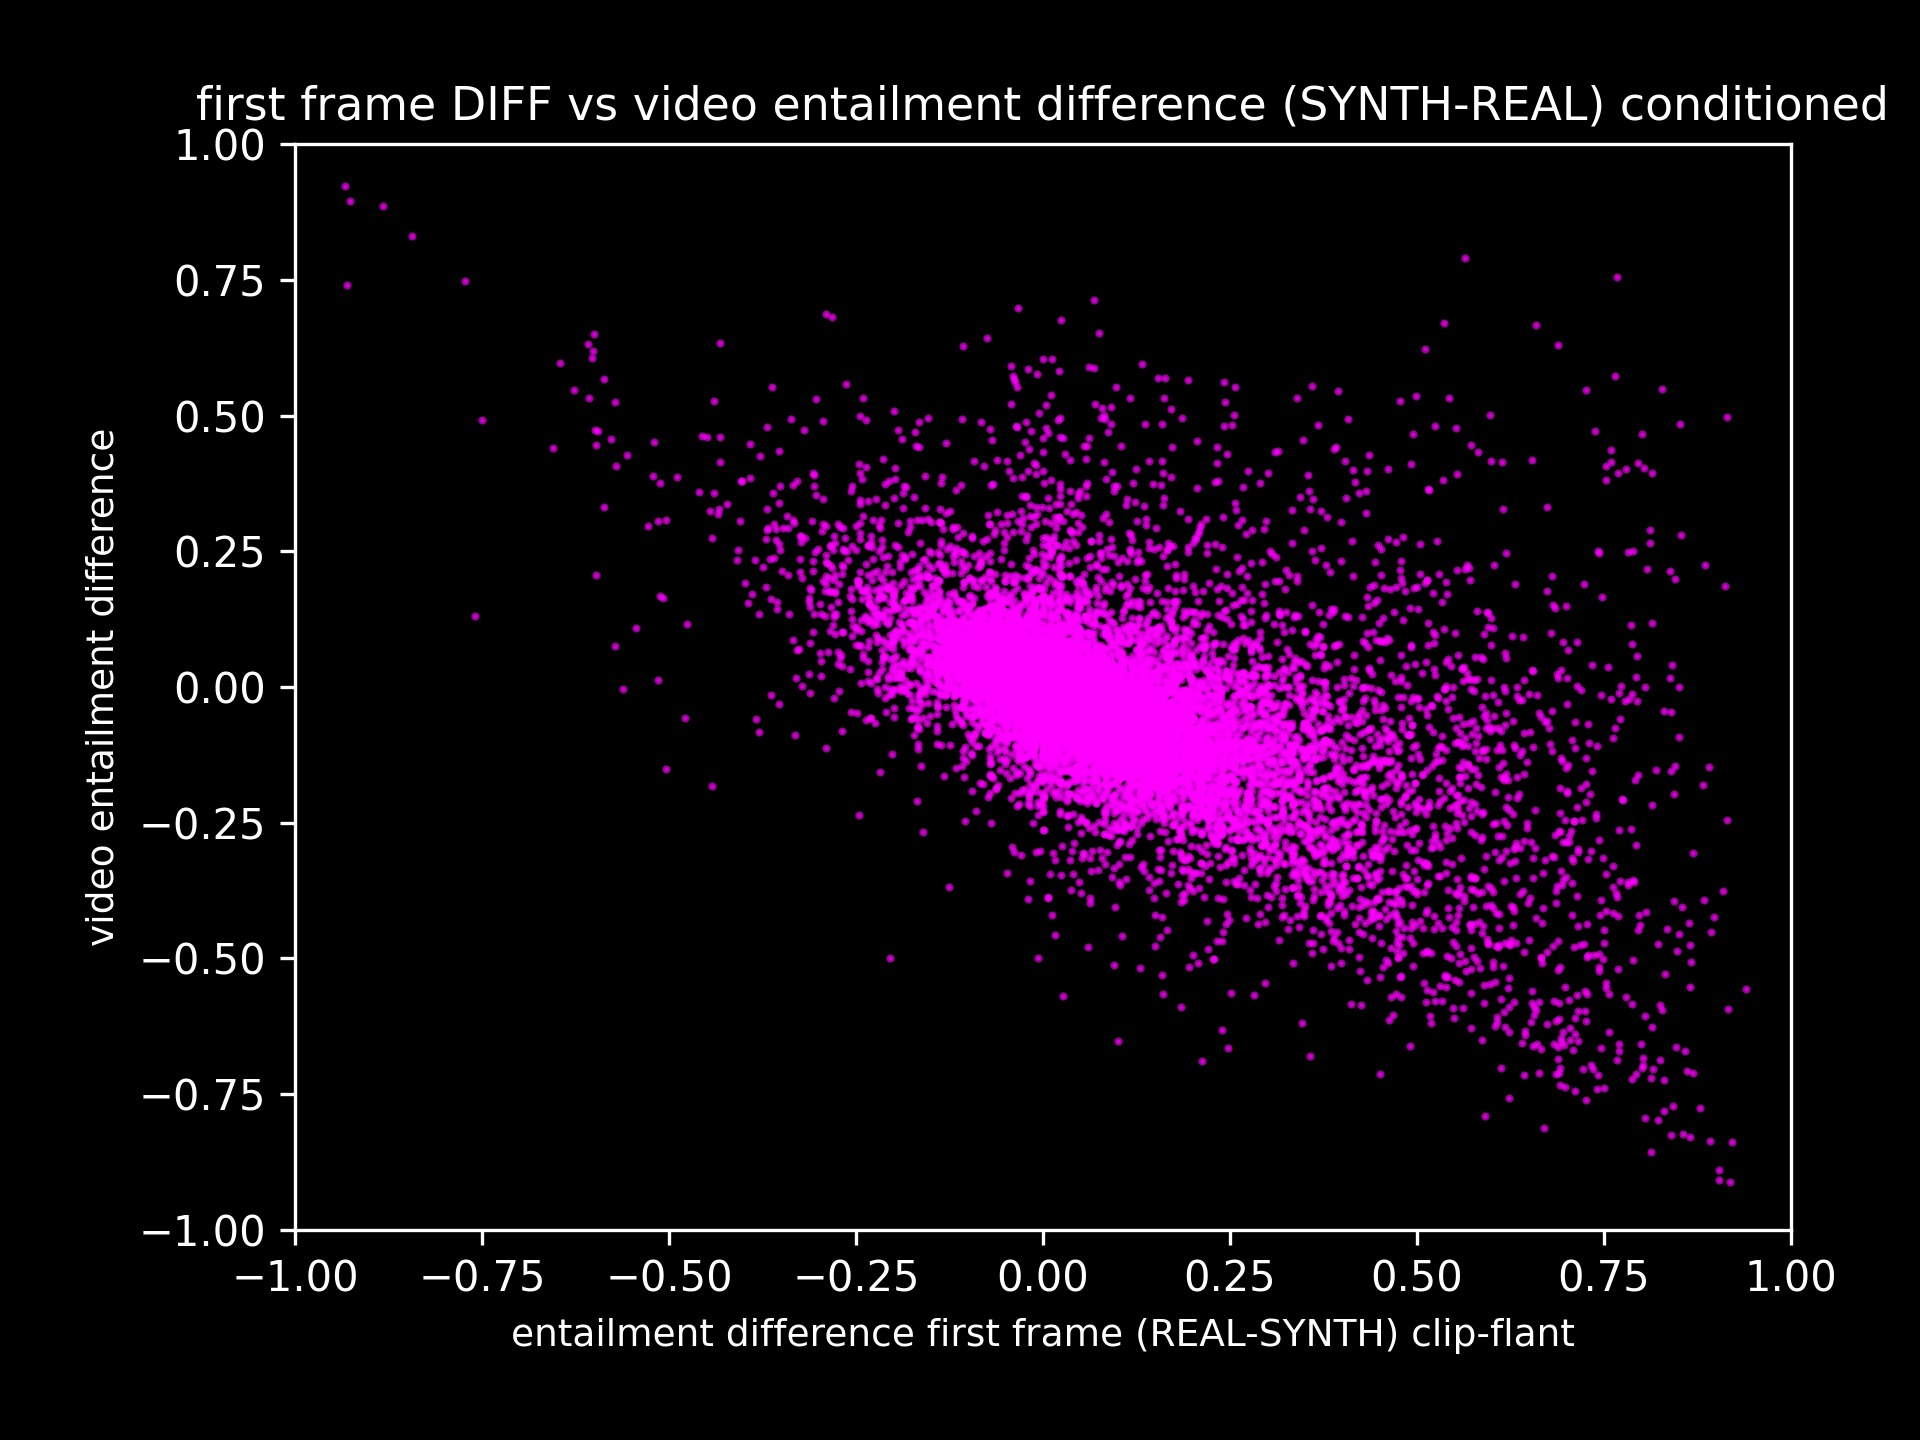 first frame DIFF vs video entailment difference (SYNTH-REAL) conditioned
1.00
0.75
0.50
0.25
0.00
−0.25
−0.50
−0.75
−1.00
video entailment difference
−1.00 −0.75 −0.50 −0.25 0.00 0.25 0.50 0.75 1.00
entailment difference first frame (REAL-SYNTH) clip-flant